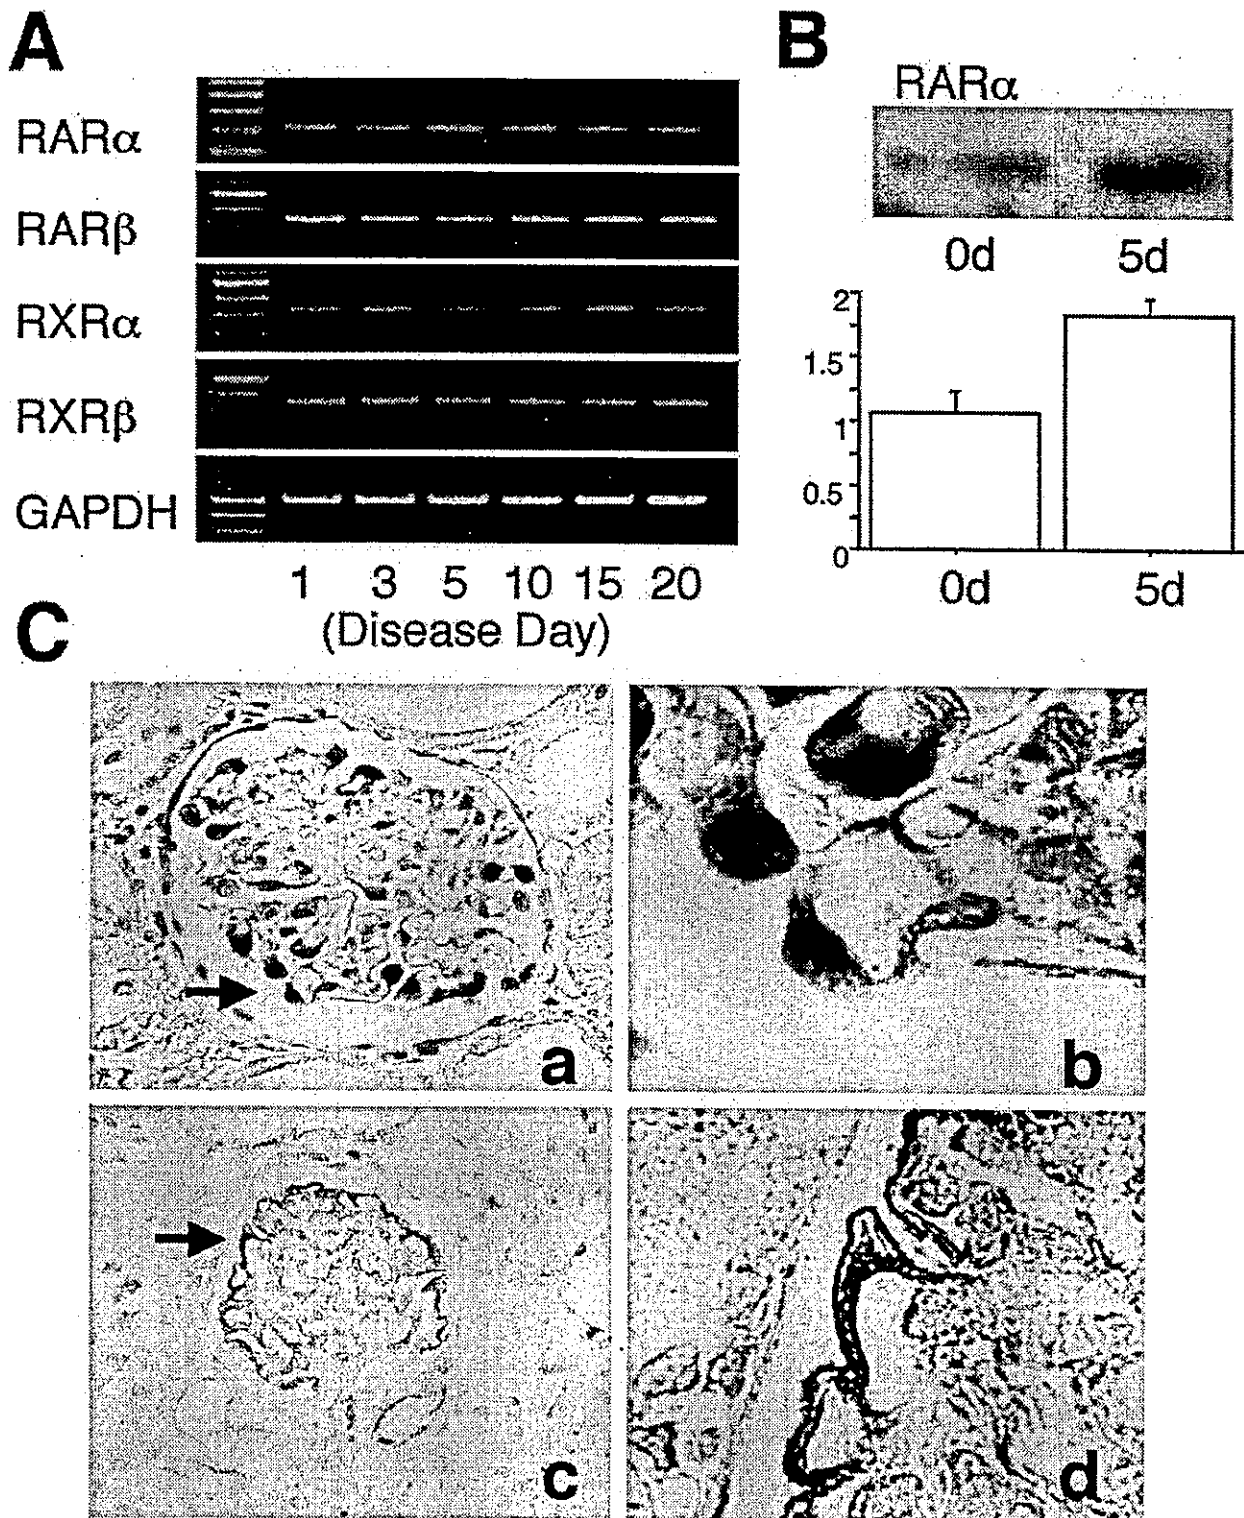 A
RARα
RARβ
RXRα
RXRβ
GAPDH
1 3 5 10 15 20
(Disease Day)
B
RARα
0d 5d
2
1.5
1
0.5
0
0d 5d
C
a
b
c
d